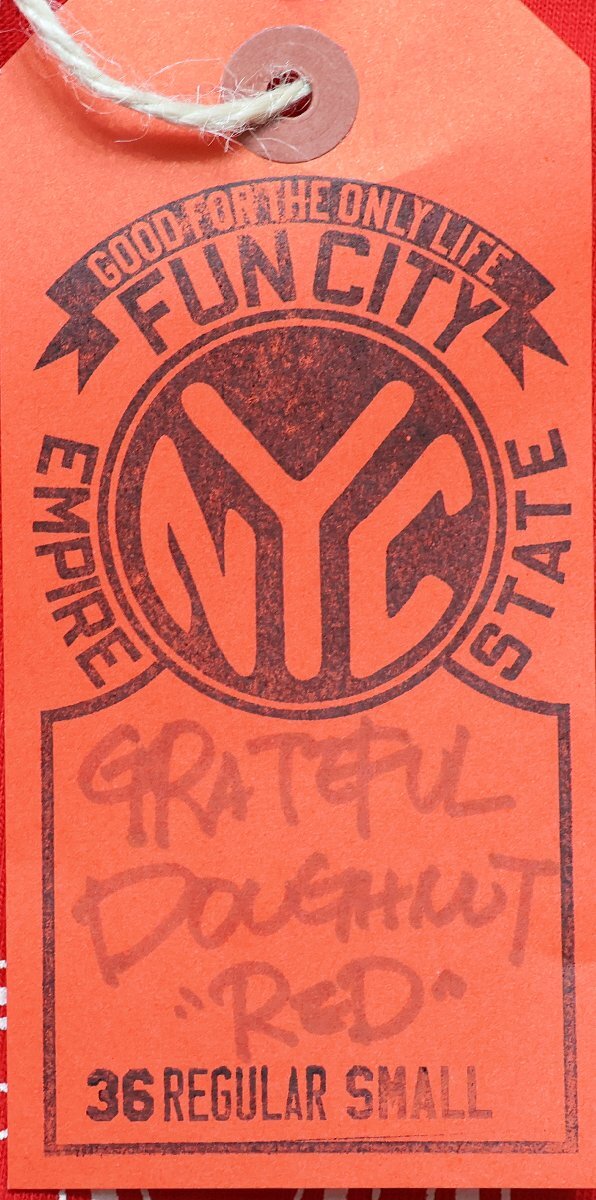 GOOD FOR THE ONLY LIFE
FUN CITY
NYC
EMPIRE STATE
GRATEFUL
DOUGHNUT
"RED"
36 REGULAR SMALL